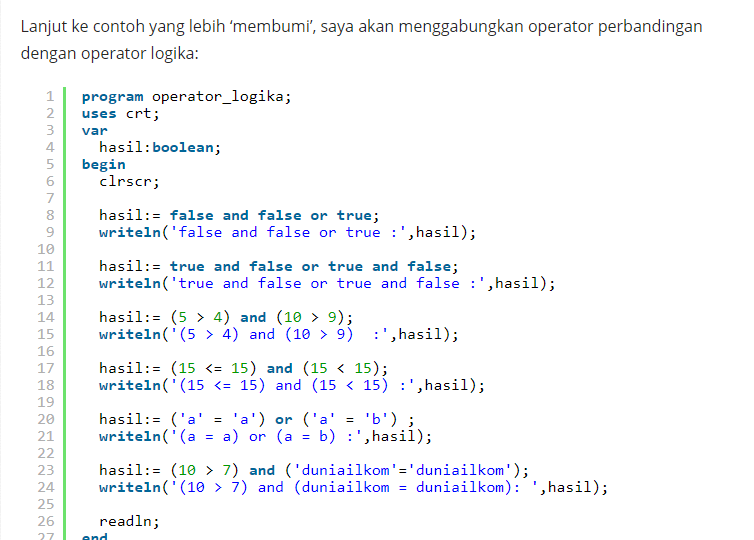 Lanjut ke contoh yang lebih ‘membumi’, saya akan menggabungkan operator perbandingan
dengan operator logika:
1 program operator_logika;
2 uses crt;
3 var
4   hasil:boolean;
5 begin
6   clrscr;
7
8   hasil:= false and false or true;
9   writeln('false and false or true :',hasil);
10
11   hasil:= true and false or true and false;
12   writeln('true and false or true and false :',hasil);
13
14   hasil:= (5 > 4) and (10 > 9);
15   writeln('(5 > 4) and (10 > 9)  :',hasil);
16
17   hasil:= (15 <= 15) and (15 < 15);
18   writeln('(15 <= 15) and (15 < 15) :',hasil);
19
20   hasil:= ('a' = 'a') or ('a' = 'b') ;
21   writeln('(a = a) or (a = b) :',hasil);
22
23   hasil:= (10 > 7) and ('duniailkom'='duniailkom');
24   writeln('(10 > 7) and (duniailkom = duniailkom): ',hasil);
25
26   readln;
27 end